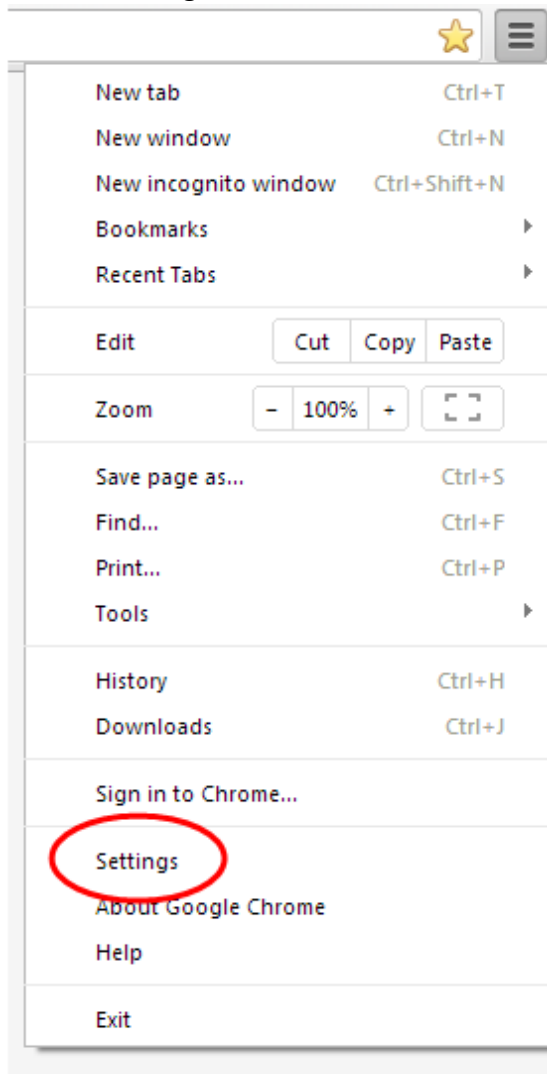 New tab Ctrl+T
New window Ctrl+N
New incognito window Ctrl+Shift+N
Bookmarks
Recent Tabs
Edit Cut Copy Paste
Zoom - 100% +
Save page as... Ctrl+S
Find... Ctrl+F
Print... Ctrl+P
Tools
History Ctrl+H
Downloads Ctrl+J
Sign in to Chrome...
Settings
About Google Chrome
Help
Exit